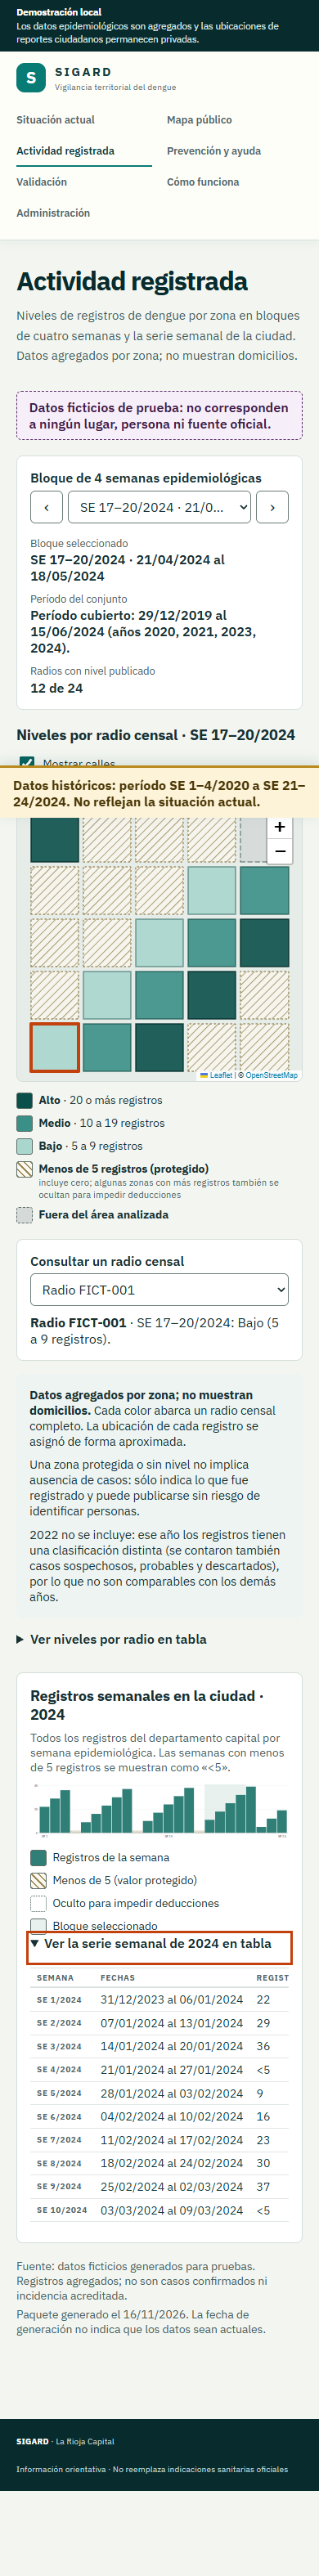 Demostración local
Los datos epidemiológicos son agregados y las ubicaciones de
reportes ciudadanos permanecen privadas.
S
SIGARD
Vigilancia territorial del dengue
Situación actual
Mapa público
Actividad registrada
Prevención y ayuda
Validación
Cómo funciona
Administración
Actividad registrada
Niveles de registros de dengue por zona en bloques
de cuatro semanas y la serie semanal de la ciudad.
Datos agregados por zona; no muestran domicilios.
Datos ficticios de prueba: no corresponden
a ningún lugar, persona ni fuente oficial.
Bloque de 4 semanas epidemiológicas
‹
SE 17–20/2024 · 21/0...
›
Bloque seleccionado
SE 17–20/2024 · 21/04/2024 al
18/05/2024
Período del conjunto
Período cubierto: 29/12/2019 al
15/06/2024 (años 2020, 2021, 2023,
2024).
Radios con nivel publicado
12 de 24
Niveles por radio censal · SE 17–20/2024
Mostrar calles
Datos históricos: período SE 1–4/2020 a SE 21–
24/2024. No reflejan la situación actual.
+
−
Leaflet | © OpenStreetMap
Alto · 20 o más registros
Medio · 10 a 19 registros
Bajo · 5 a 9 registros
Menos de 5 registros (protegido)
incluye cero; algunas zonas con más registros también se
ocultan para impedir deducciones
Fuera del área analizada
Consultar un radio censal
Radio FICT-001
Radio FICT-001 · SE 17–20/2024: Bajo (5
a 9 registros).
Datos agregados por zona; no muestran
domicilios. Cada color abarca un radio censal
completo. La ubicación de cada registro se
asignó de forma aproximada.
Una zona protegida o sin nivel no implica
ausencia de casos: sólo indica lo que fue
registrado y puede publicarse sin riesgo de
identificar personas.
2022 no se incluye: ese año los registros tienen
una clasificación distinta (se contaron también
casos sospechosos, probables y descartados),
por lo que no son comparables con los demás
años.
Ver niveles por radio en tabla
Registros semanales en la ciudad ·
2024
Todos los registros del departamento capital por
semana epidemiológica. Las semanas con menos
de 5 registros se muestran como «<5».
Registros de la semana
Menos de 5 (valor protegido)
Oculto para impedir deducciones
Bloque seleccionado
Ver la serie semanal de 2024 en tabla
SEMANA FECHAS REGIST
SE 1/2024 31/12/2023 al 06/01/2024 22
SE 2/2024 07/01/2024 al 13/01/2024 29
SE 3/2024 14/01/2024 al 20/01/2024 36
SE 4/2024 21/01/2024 al 27/01/2024 <5
SE 5/2024 28/01/2024 al 03/02/2024 9
SE 6/2024 04/02/2024 al 10/02/2024 16
SE 7/2024 11/02/2024 al 17/02/2024 23
SE 8/2024 18/02/2024 al 24/02/2024 30
SE 9/2024 25/02/2024 al 02/03/2024 37
SE 10/2024 03/03/2024 al 09/03/2024 <5
Fuente: datos ficticios generados para pruebas.
Registros agregados; no son casos confirmados ni
incidencia acreditada.
Paquete generado el 16/11/2026. La fecha de
generación no indica que los datos sean actuales.
SIGARD · La Rioja Capital
Información orientativa · No reemplaza indicaciones sanitarias oficiales